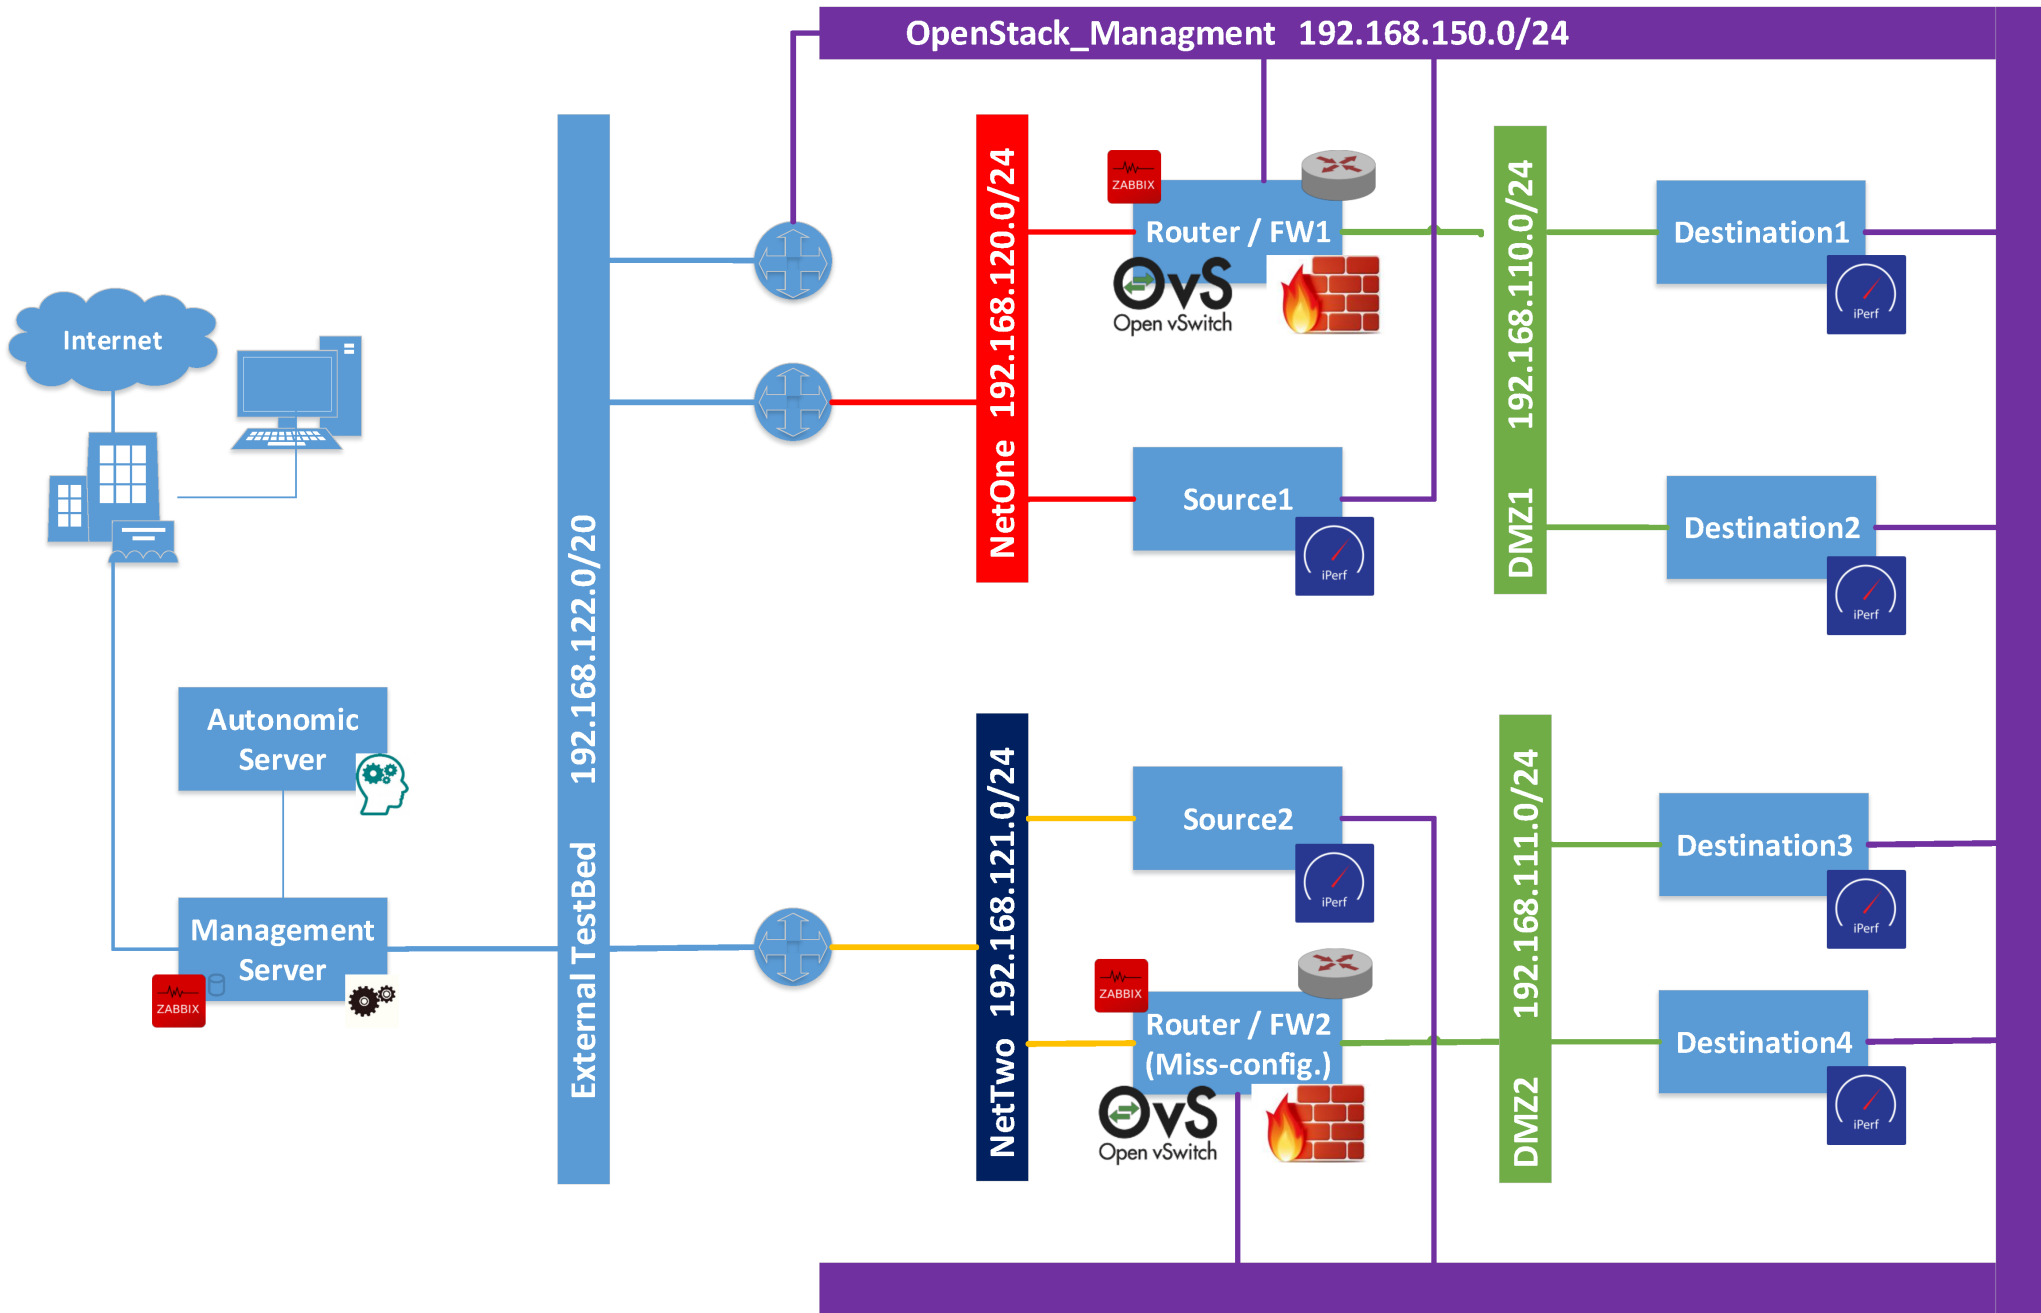 OpenStack_Managment 192.168.150.0/24
Internet
Autonomic
Server
Management
Server
ZABBIX
External TestBed 192.168.122.0/20
NetOne 192.168.120.0/24
ZABBIX
Router / FW1
OvS
Open vSwitch
Source1
iPerf
DMZ1 192.168.110.0/24
Destination1
iPerf
Destination2
iPerf
NetTwo 192.168.121.0/24
Source2
iPerf
ZABBIX
Router / FW2
(Miss-config.)
OvS
Open vSwitch
DMZ2 192.168.111.0/24
Destination3
iPerf
Destination4
iPerf